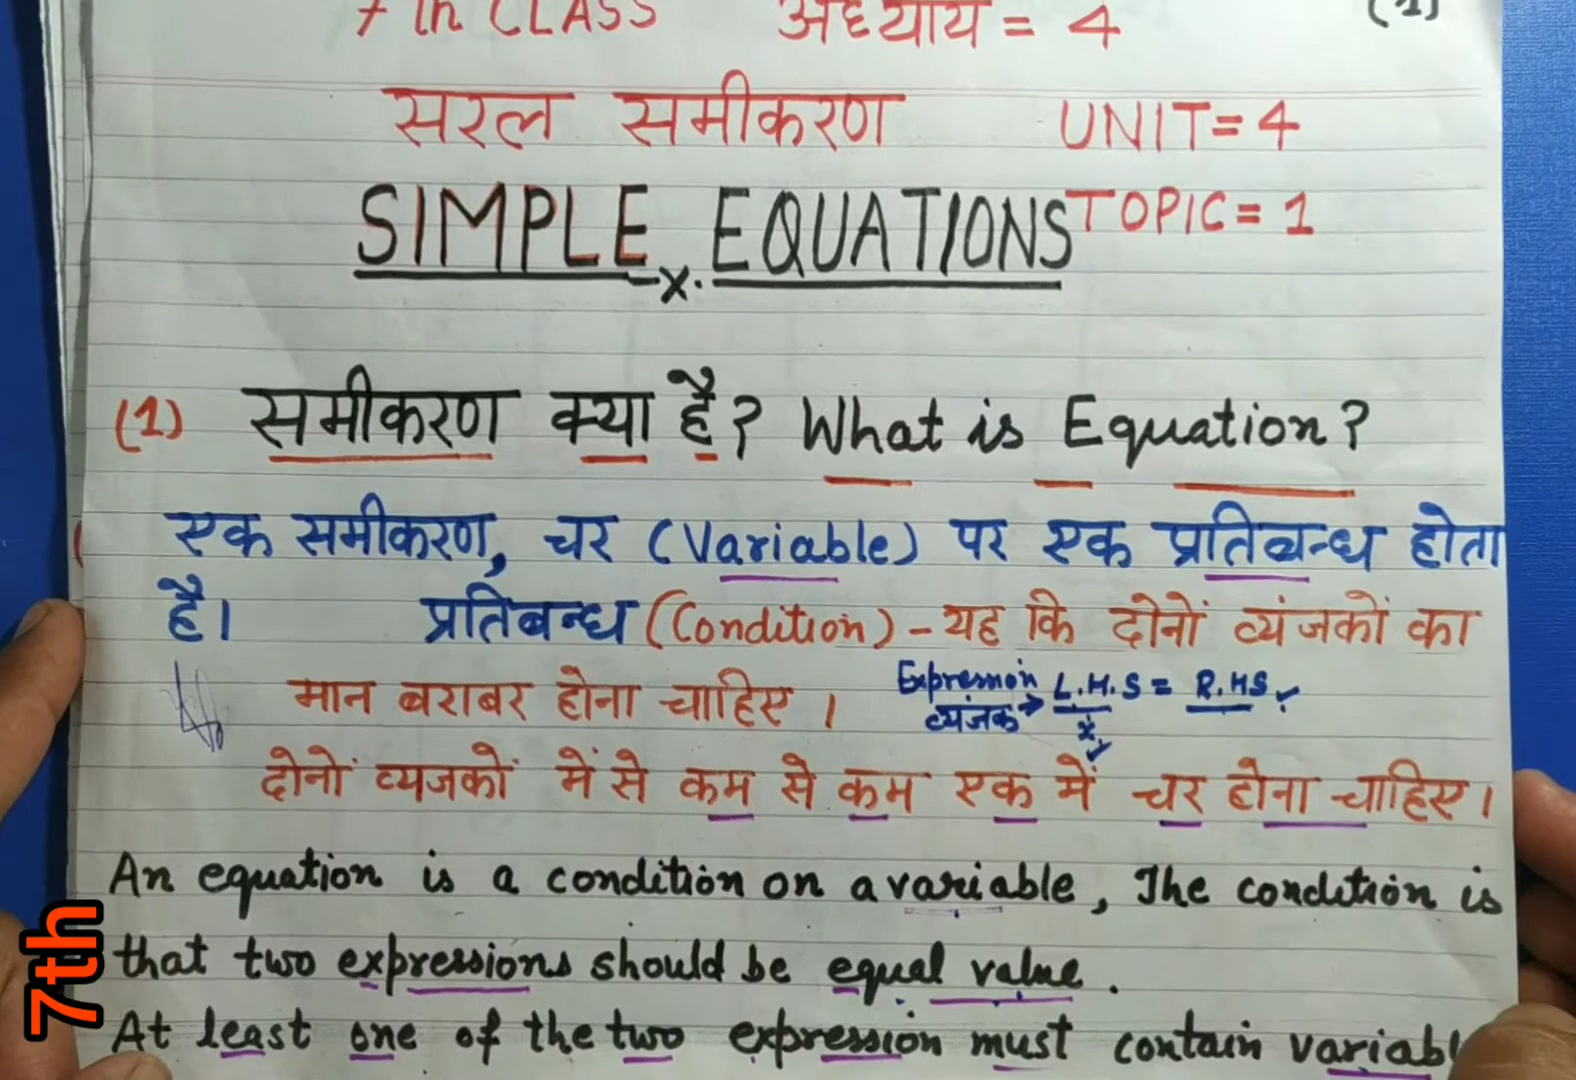 7th CLASS अध्याय = 4 (1)
सरल समीकरण UNIT=4
SIMPLE EQUATIONS TOPIC=1
x.
(1) समीकरण क्या है? What is Equation?
एक समीकरण, चर (Variable) पर एक प्रतिबन्ध होता
है। प्रतिबन्ध (Condition) - यह कि दोनों व्यंजकों का
मान बराबर होना चाहिए। Expression व्यंजक → L.H.S = R.HS
x
दोनों व्यजकों में से कम से कम एक में चर होना चाहिए।
An equation is a condition on a variable, The condition is
that two expressions should be equal value.
At least one of the two expression must contain variabl
7th